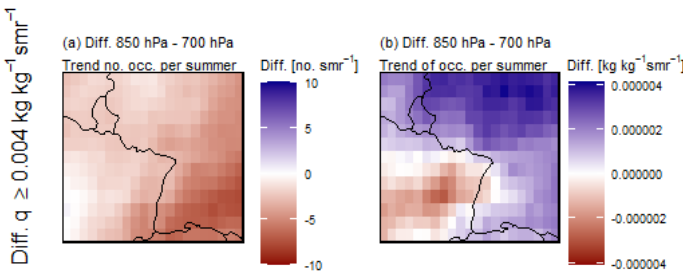 Diff. q ≥ 0.004 kg kg⁻¹ smr⁻¹
(a) Diff. 850 hPa - 700 hPa
Trend no. occ. per summer
Diff. [no. smr⁻¹]
10
5
0
-5
-10
(b) Diff. 850 hPa - 700 hPa
Trend of occ. per summer
Diff. [kg kg⁻¹smr⁻¹]
0.000004
0.000002
0.000000
-0.000002
-0.000004